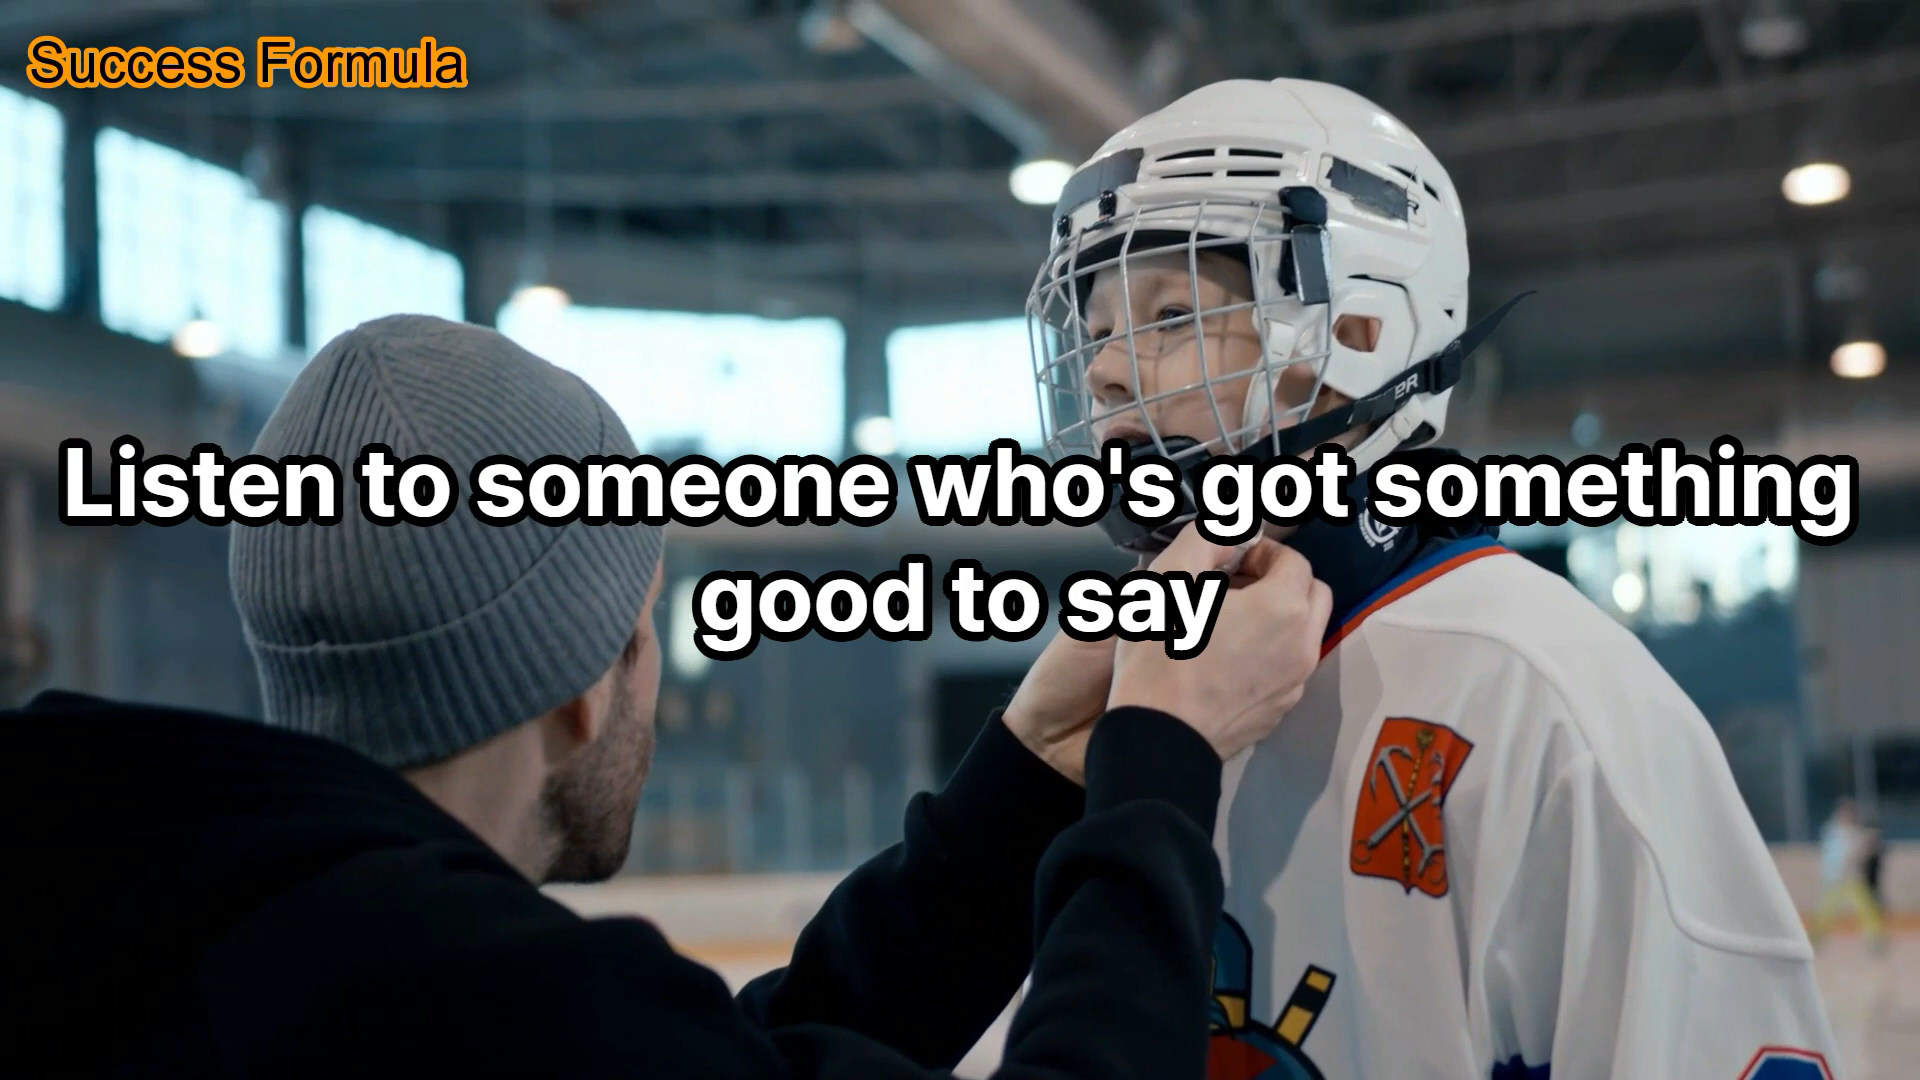 Success Formula
Listen to someone who's got something
good to say